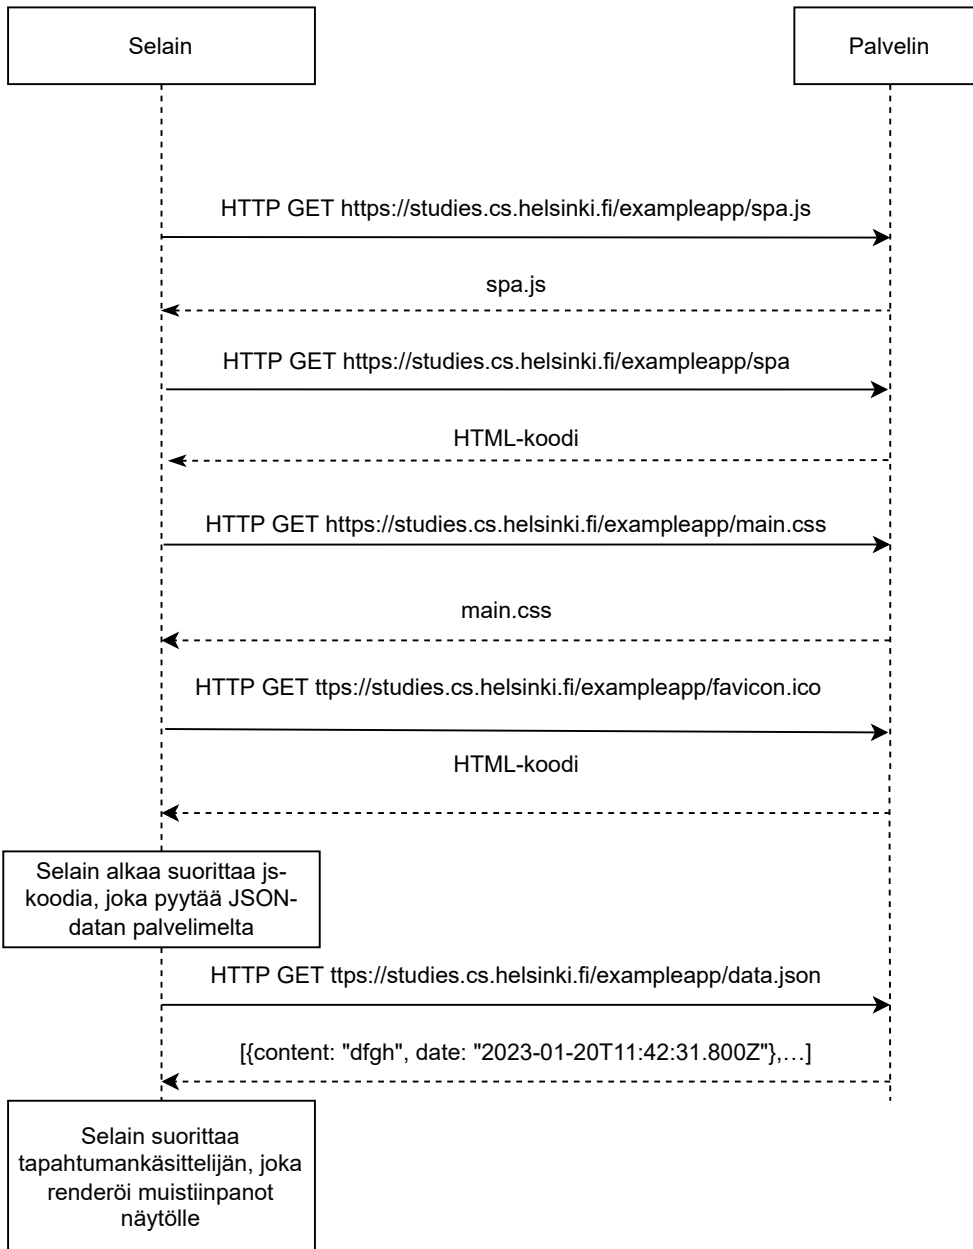 Selain
Palvelin
HTTP GET https://studies.cs.helsinki.fi/exampleapp/spa.js
spa.js
HTTP GET https://studies.cs.helsinki.fi/exampleapp/spa
HTML-koodi
HTTP GET https://studies.cs.helsinki.fi/exampleapp/main.css
main.css
HTTP GET ttps://studies.cs.helsinki.fi/exampleapp/favicon.ico
HTML-koodi
Selain alkaa suorittaa js-
koodia, joka pyytää JSON-
datan palvelimelta
HTTP GET ttps://studies.cs.helsinki.fi/exampleapp/data.json
[{content: "dfgh", date: "2023-01-20T11:42:31.800Z"},…]
Selain suorittaa
tapahtumankäsittelijän, joka
renderöi muistiinpanot
näytölle